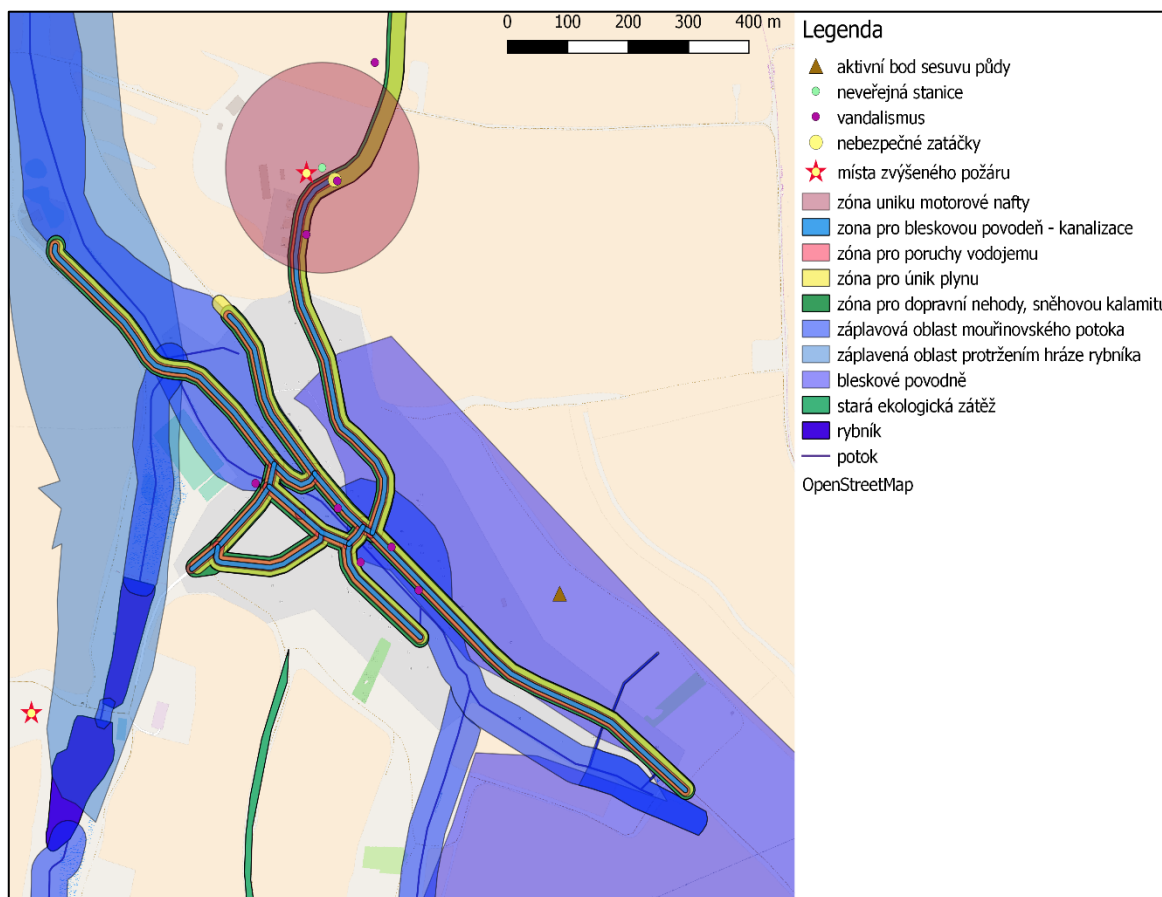 0 100 200 300 400 m
Legenda
aktivní bod sesuvu půdy
neveřejná stanice
vandalismus
nebezpečné zatáčky
místa zvýšeného požáru
zóna uniku motorové nafty
zona pro bleskovou povodeň - kanalizace
zóna pro poruchy vodojemu
zóna pro únik plynu
zóna pro dopravní nehody, sněhovou kalamitu
záplavová oblast mouřinovského potoka
záplavená oblast protržením hráze rybníka
bleskové povodně
stará ekologická zátěž
rybník
potok
OpenStreetMap